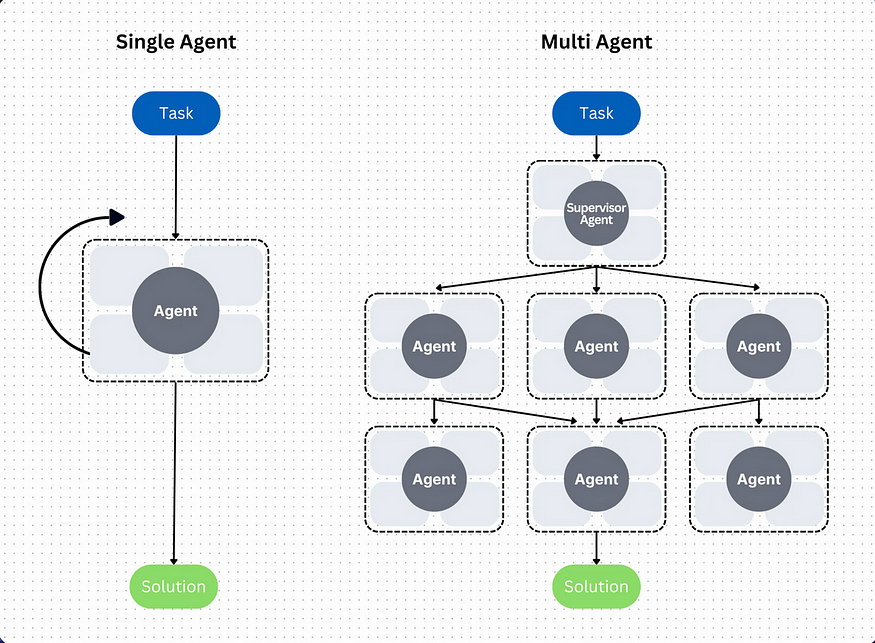 Single Agent
Multi Agent
Task
Task
Supervisor
Agent
Agent
Agent
Agent
Agent
Agent
Agent
Agent
Solution
Solution